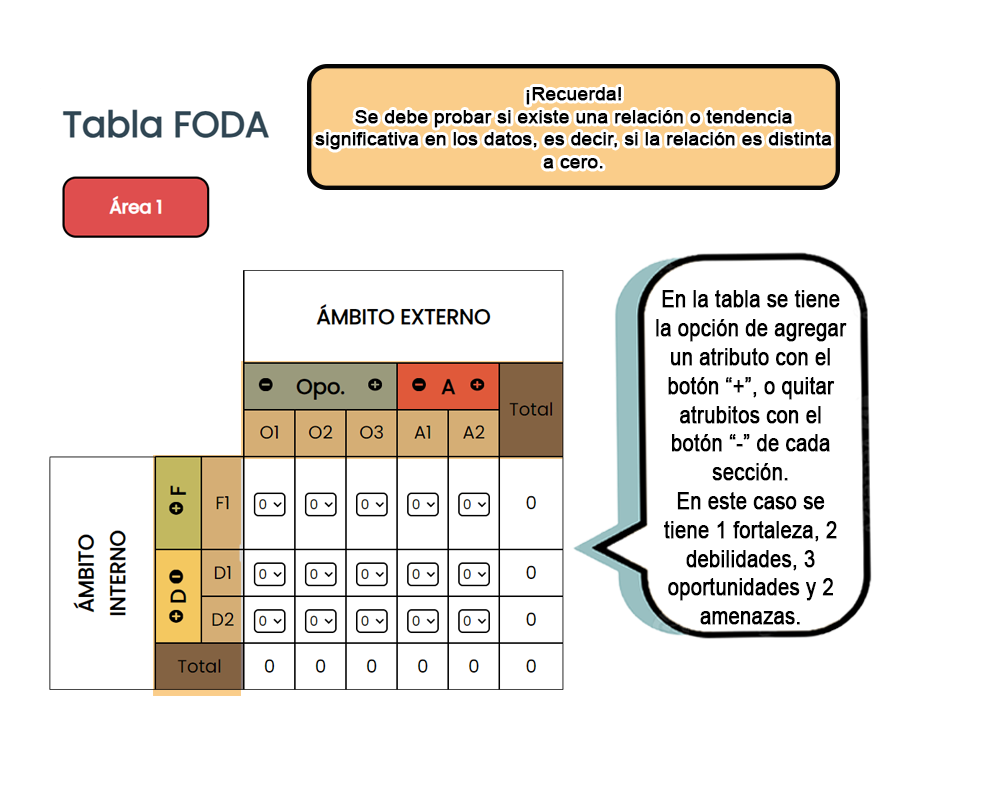 ¡Recuerda!
Se debe probar si existe una relación o tendencia
significativa en los datos, es decir, si la relación es distinta
a cero.
Tabla FODA
Área 1
En la tabla se tiene
la opción de agregar
un atributo con el
botón “+”, o quitar
atrubitos con el
botón “-” de cada
sección.
En este caso se
tiene 1 fortaleza, 2
debilidades, 3
oportunidades y 2
amenazas.
ÁMBITO EXTERNO
- Opo. + - A + Total
O1 O2 O3 A1 A2
ÁMBITO
INTERNO
+ F F1 0 0 0 0 0 0
+ D - D1 0 0 0 0 0 0
D2 0 0 0 0 0 0
Total 0 0 0 0 0 0